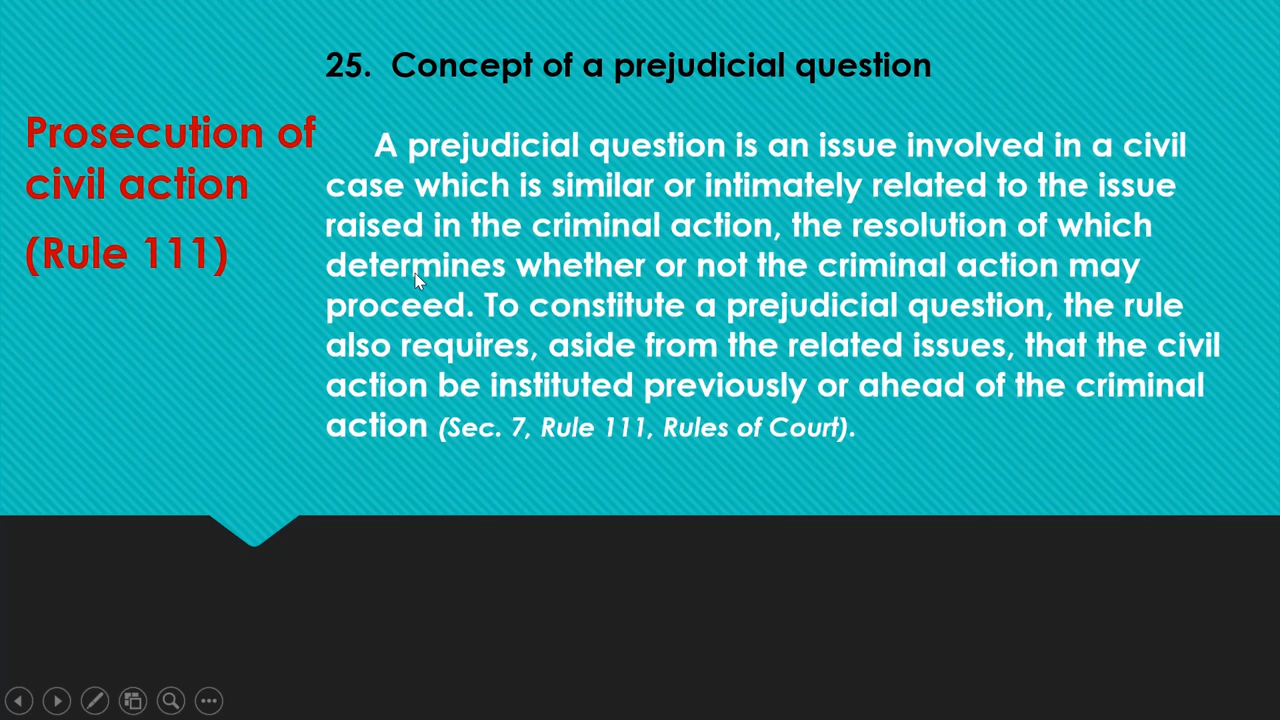 25. Concept of a prejudicial question
Prosecution of
civil action
(Rule 111)
A prejudicial question is an issue involved in a civil
case which is similar or intimately related to the issue
raised in the criminal action, the resolution of which
determines whether or not the criminal action may
proceed. To constitute a prejudicial question, the rule
also requires, aside from the related issues, that the civil
action be instituted previously or ahead of the criminal
action (Sec. 7, Rule 111, Rules of Court).